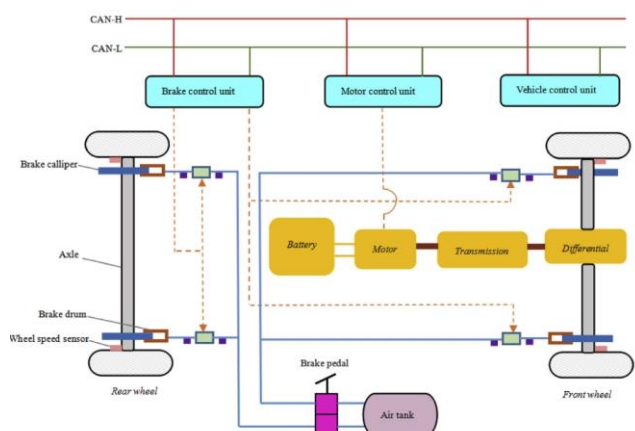 CAN-H
CAN-L
Brake control unit
Motor control unit
Vehicle control unit
Brake calliper
Battery
Motor
Transmission
Differential
Axle
Brake drum
Wheel speed sensor
Brake pedal
Rear wheel
Air tank
Front wheel